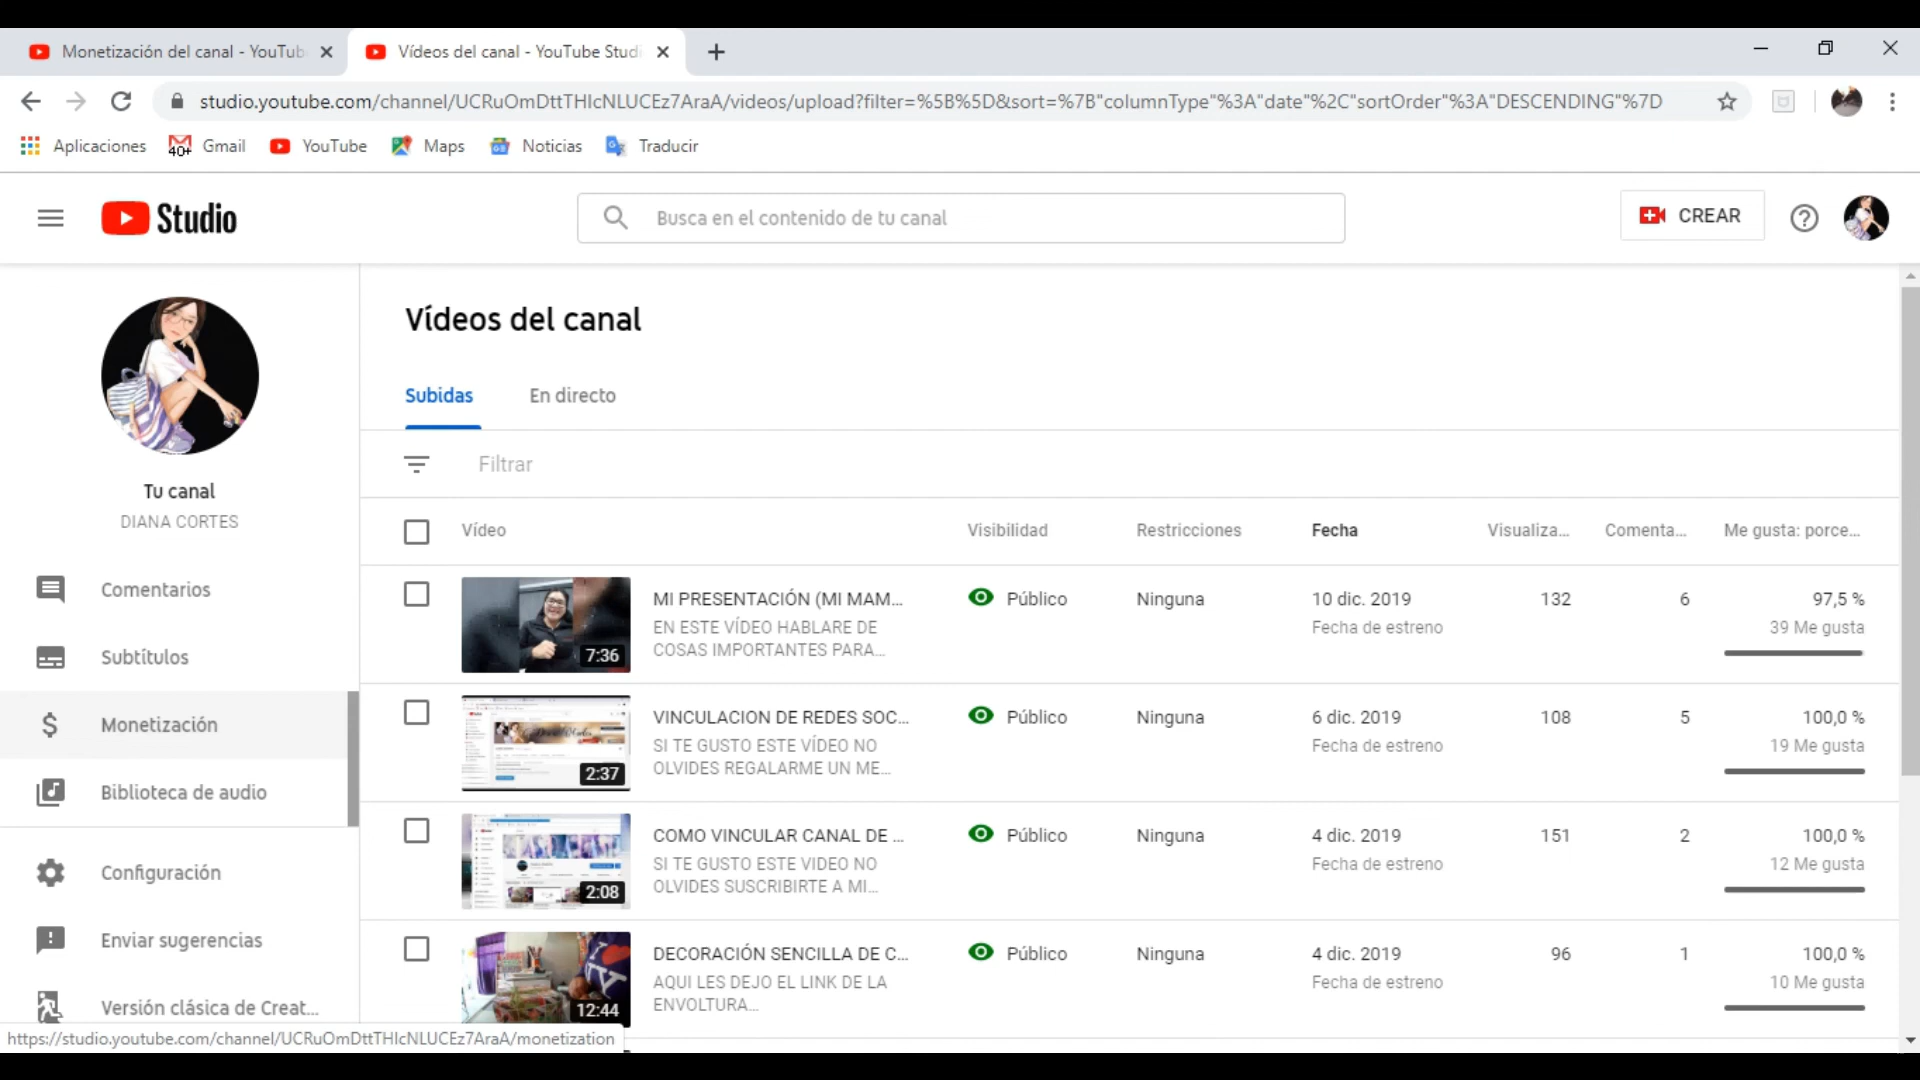 Monetización del canal - YouTub
Vídeos del canal - YouTube Studi
studio.youtube.com/channel/UCRuOmDttTHIcNLUCEz7AraA/videos/upload?filter=%5B%5D&sort=%7B"columnType"%3A"date"%2C"sortOrder"%3A"DESCENDING"%7D
Aplicaciones
40+
Gmail
YouTube
Maps
Noticias
Traducir
Studio
Busca en el contenido de tu canal
CREAR
Tu canal
DIANA CORTES
Comentarios
Subtítulos
Monetización
Biblioteca de audio
Configuración
Enviar sugerencias
Versión clásica de Creat...
https://studio.youtube.com/channel/UCRuOmDttTHIcNLUCEz7AraA/monetization
Vídeos del canal
Subidas
En directo
Filtrar
Vídeo
Visibilidad
Restricciones
Fecha
Visualiza...
Comenta...
Me gusta: porce...
7:36
MI PRESENTACIÓN (MI MAM...
EN ESTE VÍDEO HABLARE DE
COSAS IMPORTANTES PARA...
Público
Ninguna
10 dic. 2019
Fecha de estreno
132
6
97,5 %
39 Me gusta
2:37
VINCULACION DE REDES SOC...
SI TE GUSTO ESTE VÍDEO NO
OLVIDES REGALARME UN ME...
Público
Ninguna
6 dic. 2019
Fecha de estreno
108
5
100,0 %
19 Me gusta
2:08
COMO VINCULAR CANAL DE ...
SI TE GUSTO ESTE VIDEO NO
OLVIDES SUSCRIBIRTE A MI...
Público
Ninguna
4 dic. 2019
Fecha de estreno
151
2
100,0 %
12 Me gusta
12:44
DECORACIÓN SENCILLA DE C...
AQUI LES DEJO EL LINK DE LA
ENVOLTURA...
Público
Ninguna
4 dic. 2019
Fecha de estreno
96
1
100,0 %
10 Me gusta